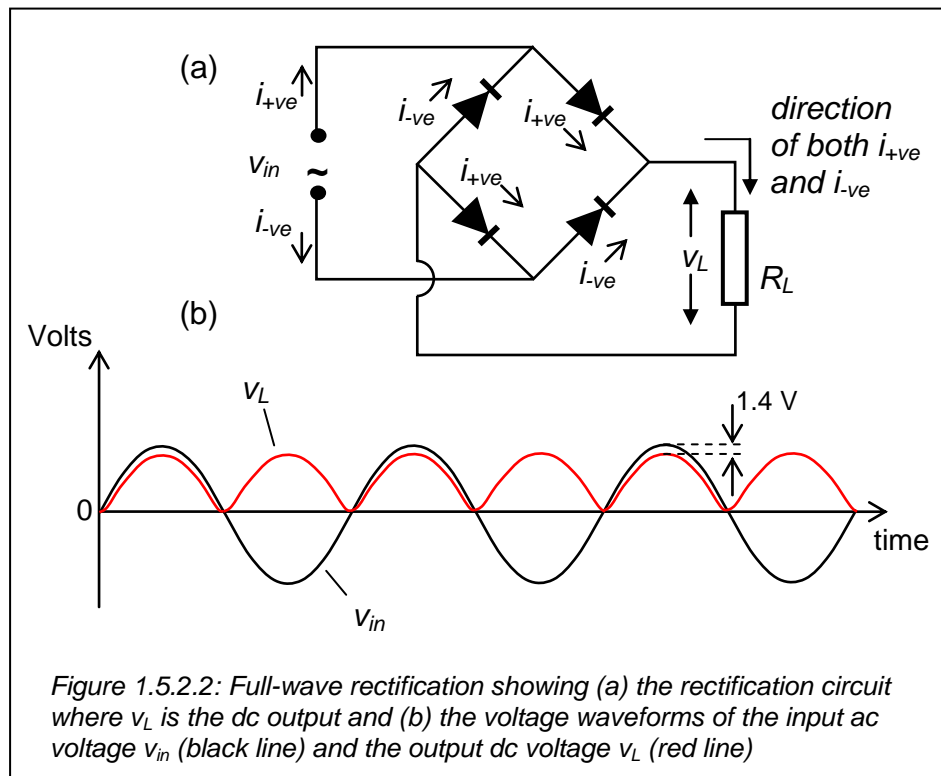 (a)
i+ve
i-ve
i+ve
direction
of both i+ve
and i-ve
vin
~
i+ve
i-ve
i-ve
vL
RL
(b)
Volts
vL
1.4 V
0
time
vin
Figure 1.5.2.2: Full-wave rectification showing (a) the rectification circuit
where vL is the dc output and (b) the voltage waveforms of the input ac
voltage vin (black line) and the output dc voltage vL (red line)